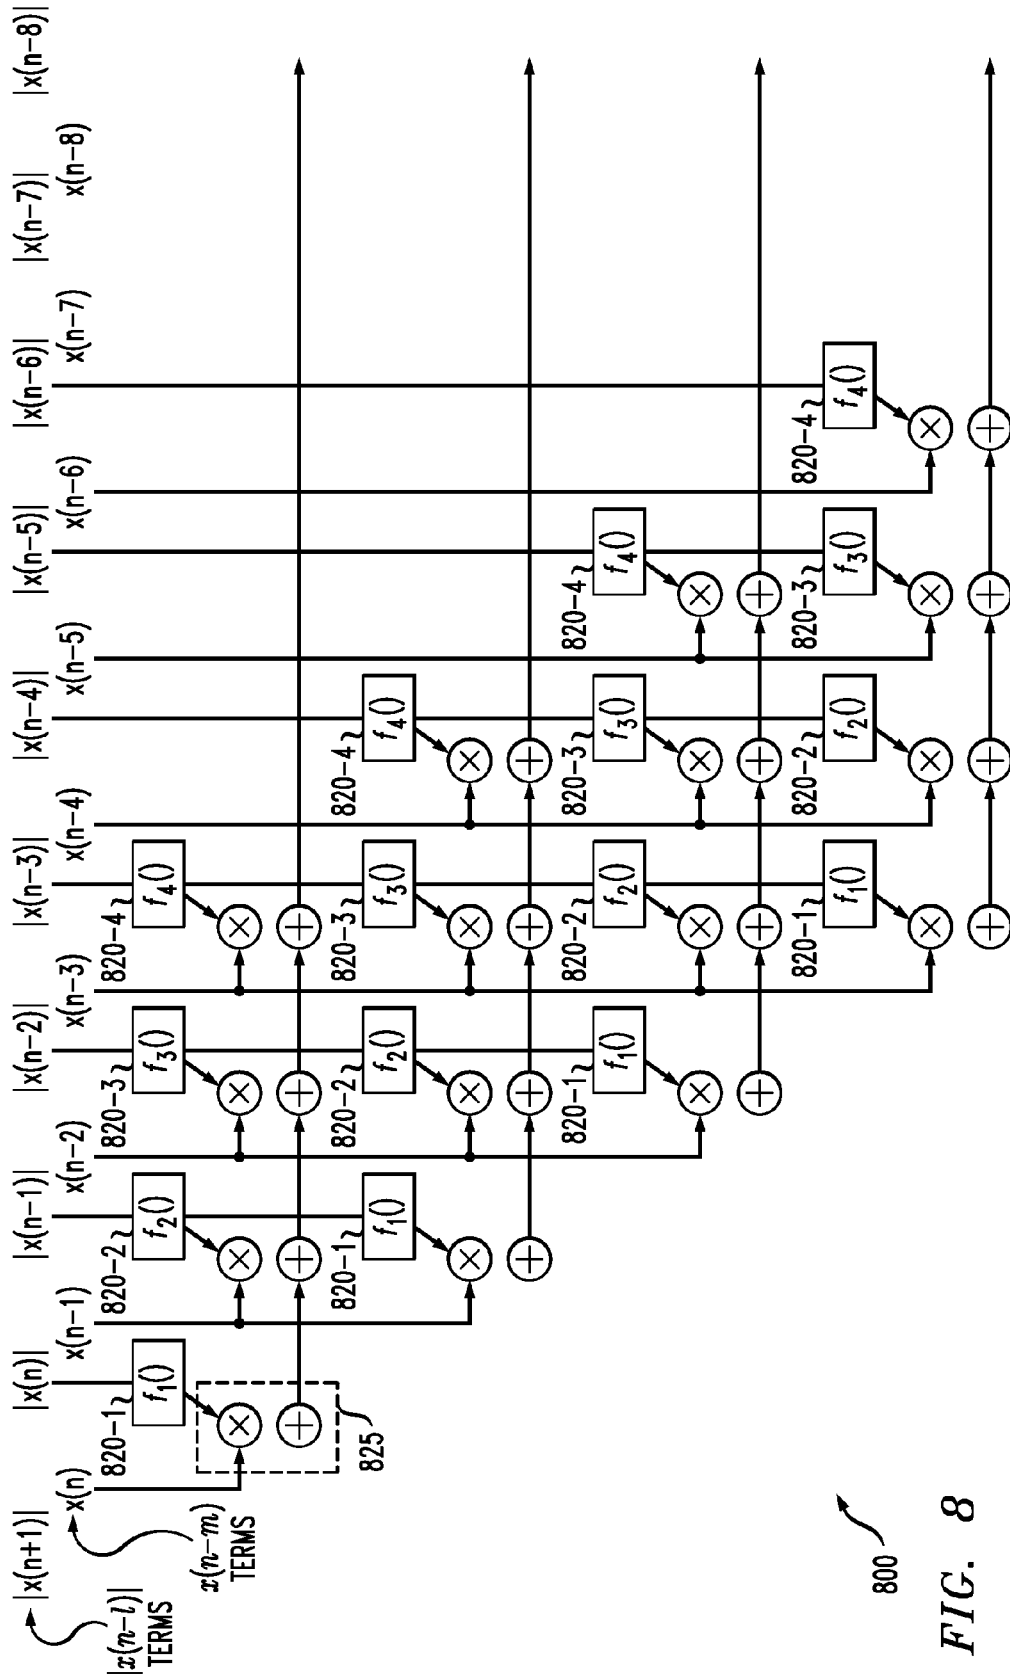 |x(n+1)| |x(n)| |x(n-1)| |x(n-2)| |x(n-3)| |x(n-4)| |x(n-5)| |x(n-6)| |x(n-7)| |x(n-8)|
x(n) x(n-1) x(n-2) x(n-3) x(n-4) x(n-5) x(n-6) x(n-7) x(n-8)
|x(n-l)|
TERMS
x(n-m)
TERMS
820-1 820-2 820-3 820-4
f₁() f₂() f₃() f₄()
825
820-1 820-2 820-3 820-4
f₁() f₂() f₃() f₄()
820-1 820-2 820-3 820-4
f₁() f₂() f₃() f₄()
820-1 820-2 820-3 820-4
f₁() f₂() f₃() f₄()
800
FIG. 8